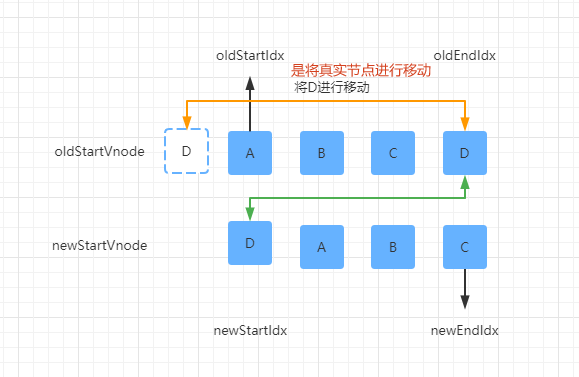 oldStartIdx
oldEndIdx
是将真实节点进行移动
将D进行移动
oldStartVnode
D
A
B
C
D
newStartVnode
D
A
B
C
newStartIdx
newEndIdx